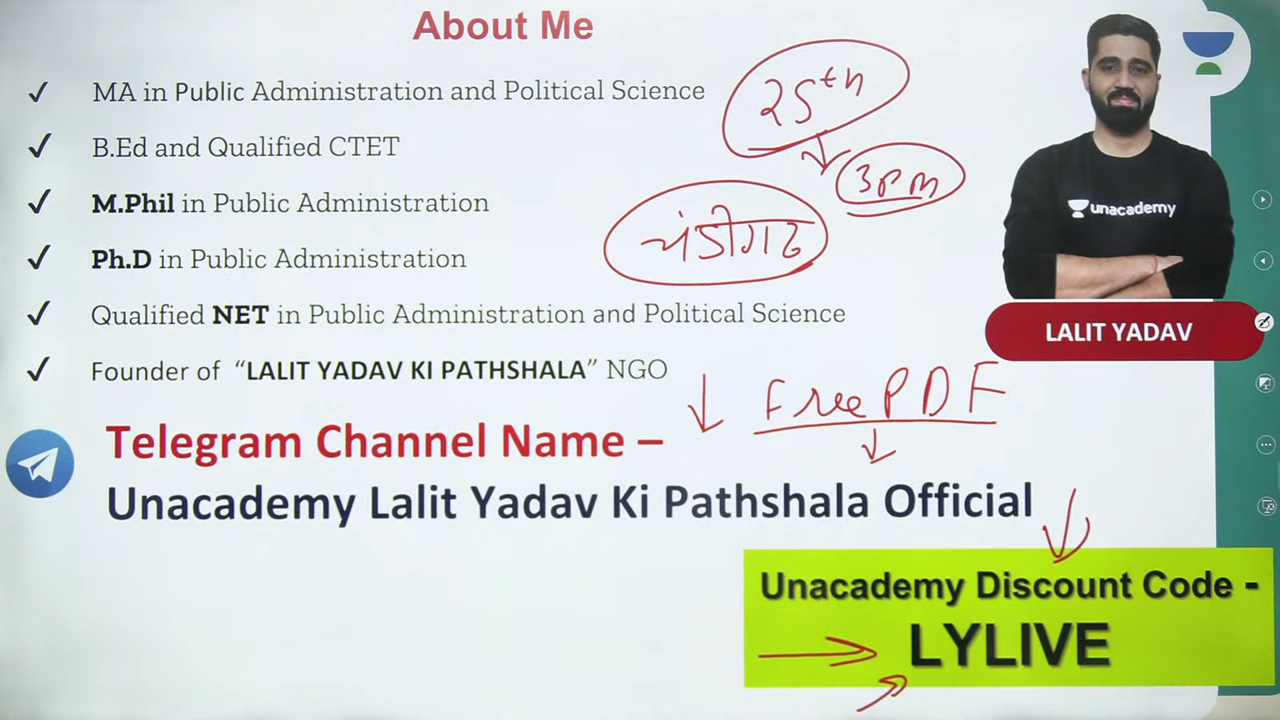 About Me
✓ MA in Public Administration and Political Science
25th
✓ B.Ed and Qualified CTET
3pm
✓ M.Phil in Public Administration
unacademy
चंडीगढ
✓ Ph.D in Public Administration
✓ Qualified NET in Public Administration and Political Science
LALIT YADAV
✓ Founder of “LALIT YADAV KI PATHSHALA” NGO
Free PDF
Telegram Channel Name –
Unacademy Lalit Yadav Ki Pathshala Official
Unacademy Discount Code -
LYLIVE